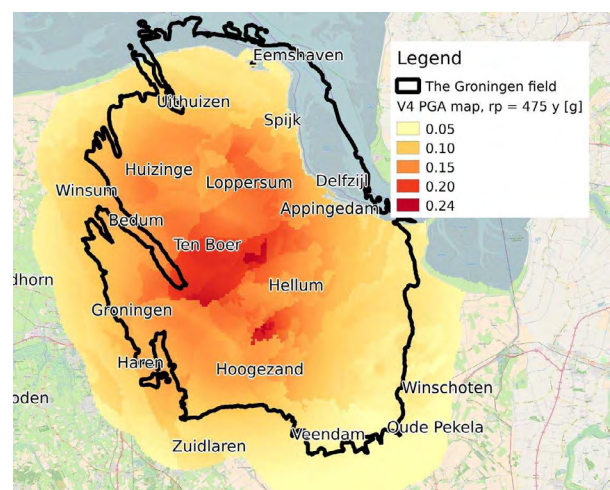 Legend
The Groningen field
V4 PGA map, rp = 475 y [g]
0.05
0.10
0.15
0.20
0.24
Eemshaven
Uithuizen
Spijk
Huizinge
Loppersum
Delfzijl
Winsum
Appingedam
Bedum
Ten Boer
dhorn
Hellum
Groningen
Haren
Hoogezand
Winschoten
oden
Oude Pekela
Veendam
Zuidlaren